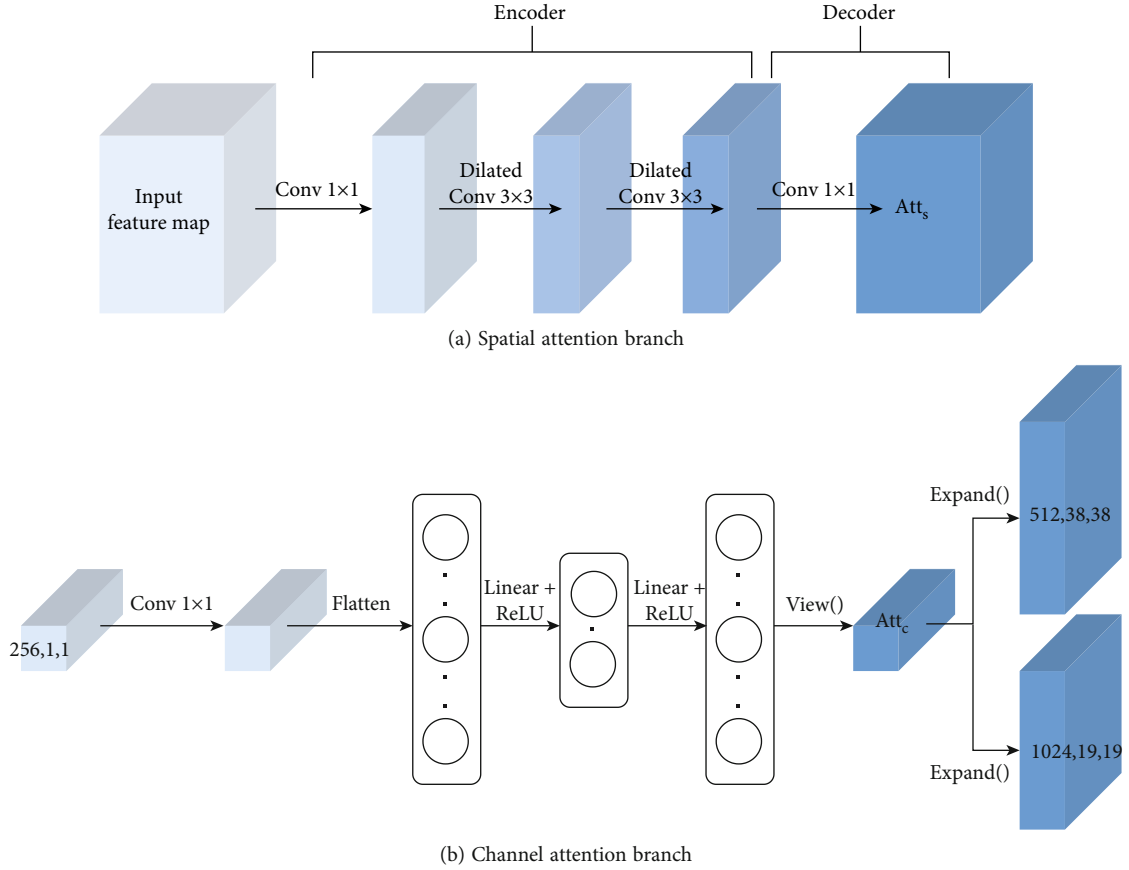 Encoder
Decoder
Input
feature map
Conv 1×1
Dilated
Conv 3×3
Dilated
Conv 3×3
Conv 1×1
Attₛ
(a) Spatial attention branch
256,1,1
Conv 1×1
Flatten
Linear +
ReLU
Linear +
ReLU
View()
Att꜀
Expand()
512,38,38
Expand()
1024,19,19
(b) Channel attention branch